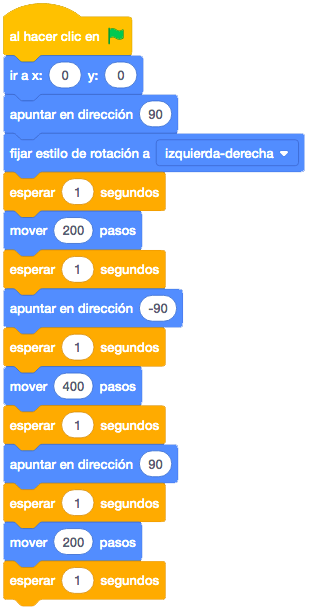 al hacer clic en
ir a x: 0 y: 0
apuntar en dirección 90
fijar estilo de rotación a izquierda-derecha
esperar 1 segundos
mover 200 pasos
esperar 1 segundos
apuntar en dirección -90
esperar 1 segundos
mover 400 pasos
esperar 1 segundos
apuntar en dirección 90
esperar 1 segundos
mover 200 pasos
esperar 1 segundos